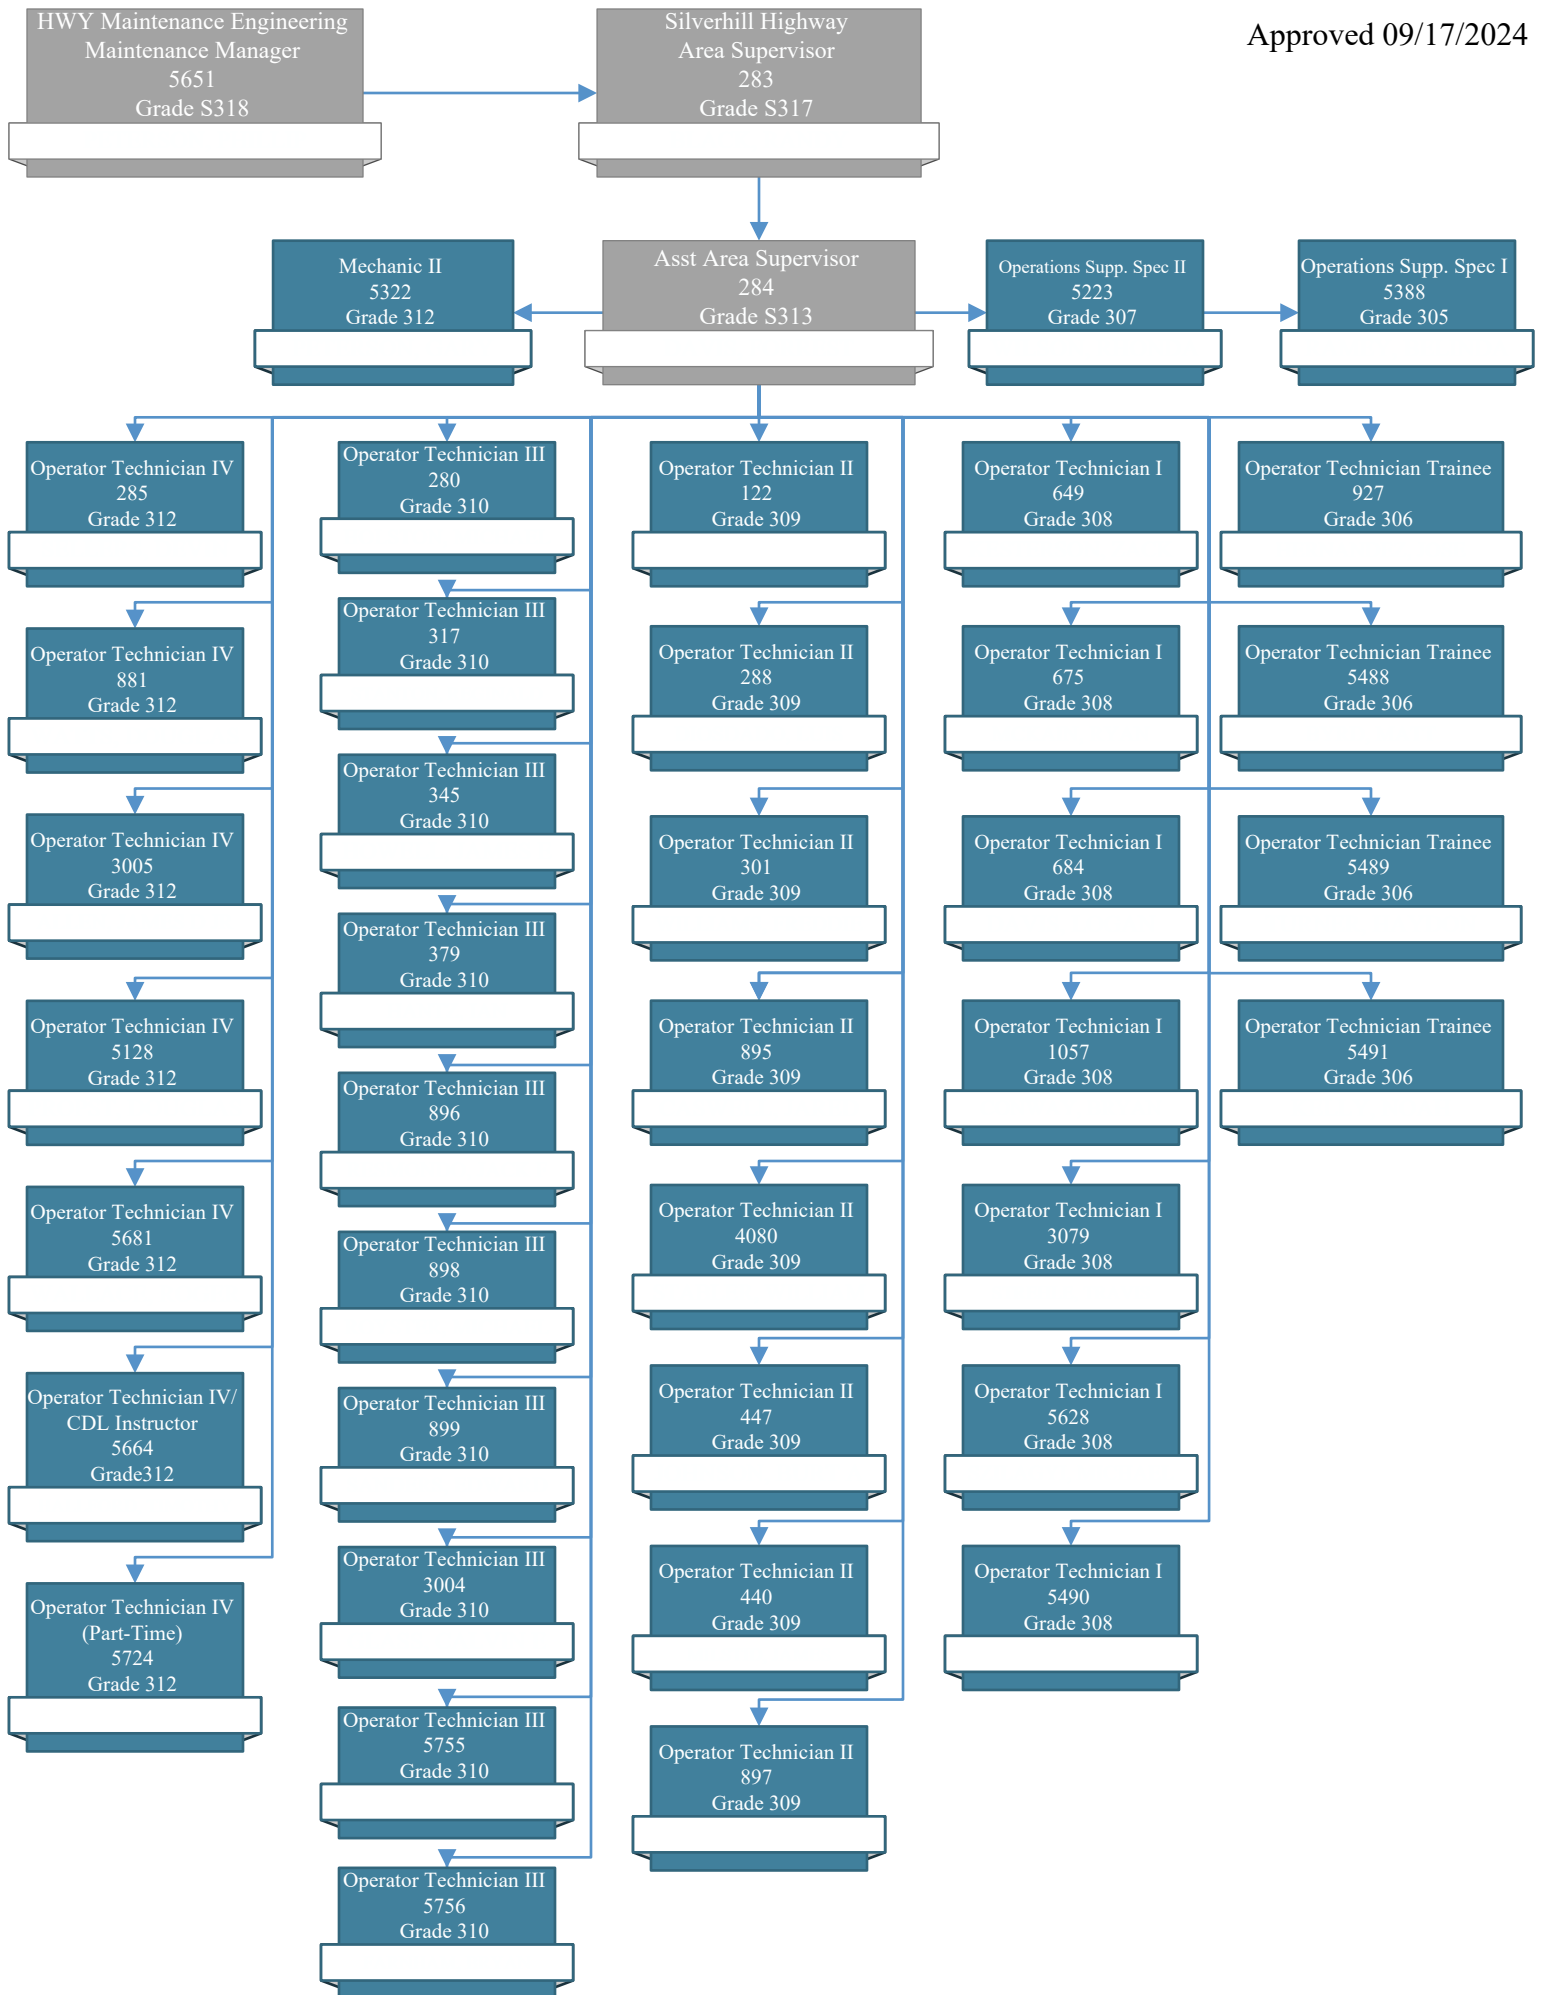 HWY Maintenance Engineering
Maintenance Manager
5651
Grade S318
Silverhill Highway
Area Supervisor
283
Grade S317
Approved 09/17/2024
Mechanic II
5322
Grade 312
Asst Area Supervisor
284
Grade S313
Operations Supp. Spec II
5223
Grade 307
Operations Supp. Spec I
5388
Grade 305
Operator Technician IV
285
Grade 312
Operator Technician IV
881
Grade 312
Operator Technician IV
3005
Grade 312
Operator Technician IV
5128
Grade 312
Operator Technician IV
5681
Grade 312
Operator Technician IV/
CDL Instructor
5664
Grade312
Operator Technician IV
(Part-Time)
5724
Grade 312
Operator Technician III
280
Grade 310
Operator Technician III
317
Grade 310
Operator Technician III
345
Grade 310
Operator Technician III
379
Grade 310
Operator Technician III
896
Grade 310
Operator Technician III
898
Grade 310
Operator Technician III
899
Grade 310
Operator Technician III
3004
Grade 310
Operator Technician III
5755
Grade 310
Operator Technician III
5756
Grade 310
Operator Technician II
122
Grade 309
Operator Technician II
288
Grade 309
Operator Technician II
301
Grade 309
Operator Technician II
895
Grade 309
Operator Technician II
4080
Grade 309
Operator Technician II
447
Grade 309
Operator Technician II
440
Grade 309
Operator Technician II
897
Grade 309
Operator Technician I
649
Grade 308
Operator Technician I
675
Grade 308
Operator Technician I
684
Grade 308
Operator Technician I
1057
Grade 308
Operator Technician I
3079
Grade 308
Operator Technician I
5628
Grade 308
Operator Technician I
5490
Grade 308
Operator Technician Trainee
927
Grade 306
Operator Technician Trainee
5488
Grade 306
Operator Technician Trainee
5489
Grade 306
Operator Technician Trainee
5491
Grade 306